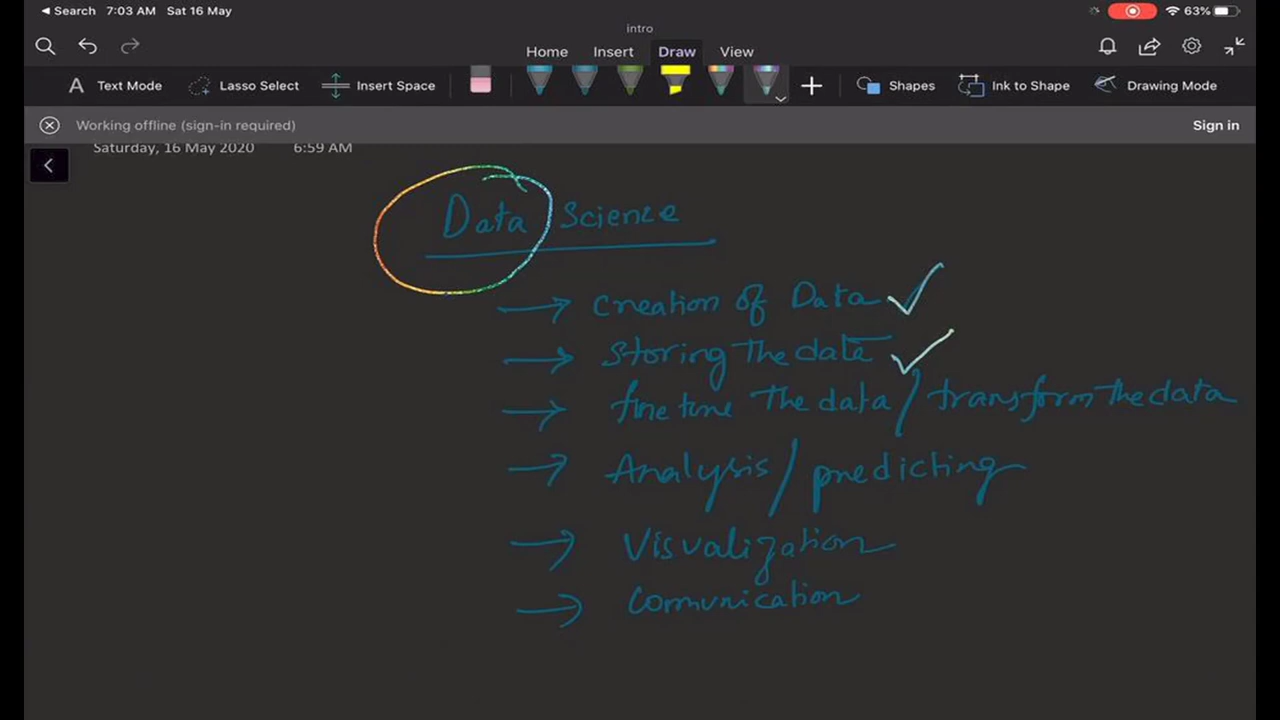 Search 7:03 AM Sat 16 May 63%
intro
Home Insert Draw View
Text Mode Lasso Select Insert Space Shapes Ink to Shape Drawing Mode
Working offline (sign-in required) Sign in
Saturday, 16 May 2020 6:59 AM
Data Science
→ Creation of Data ✓
→ Storing the data ✓
→ fine tune the data / transform the data
→ Analysis / predicting
→ Visualization
→ Comunication